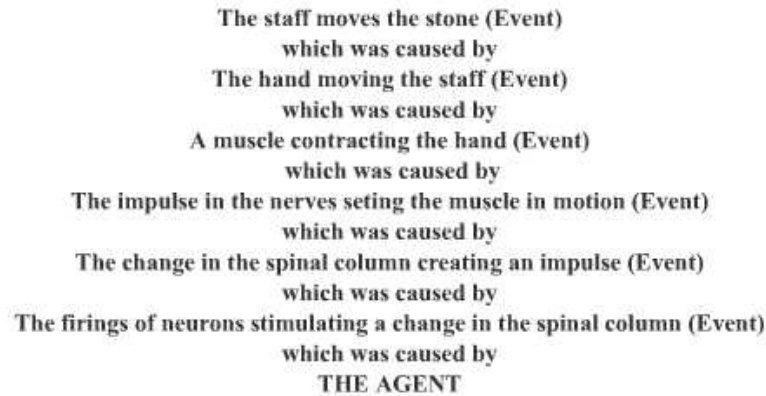 The staff moves the stone (Event)
which was caused by
The hand moving the staff (Event)
which was caused by
A muscle contracting the hand (Event)
which was caused by
The impulse in the nerves seting the muscle in motion (Event)
which was caused by
The change in the spinal column creating an impulse (Event)
which was caused by
The firings of neurons stimulating a change in the spinal column (Event)
which was caused by
THE AGENT